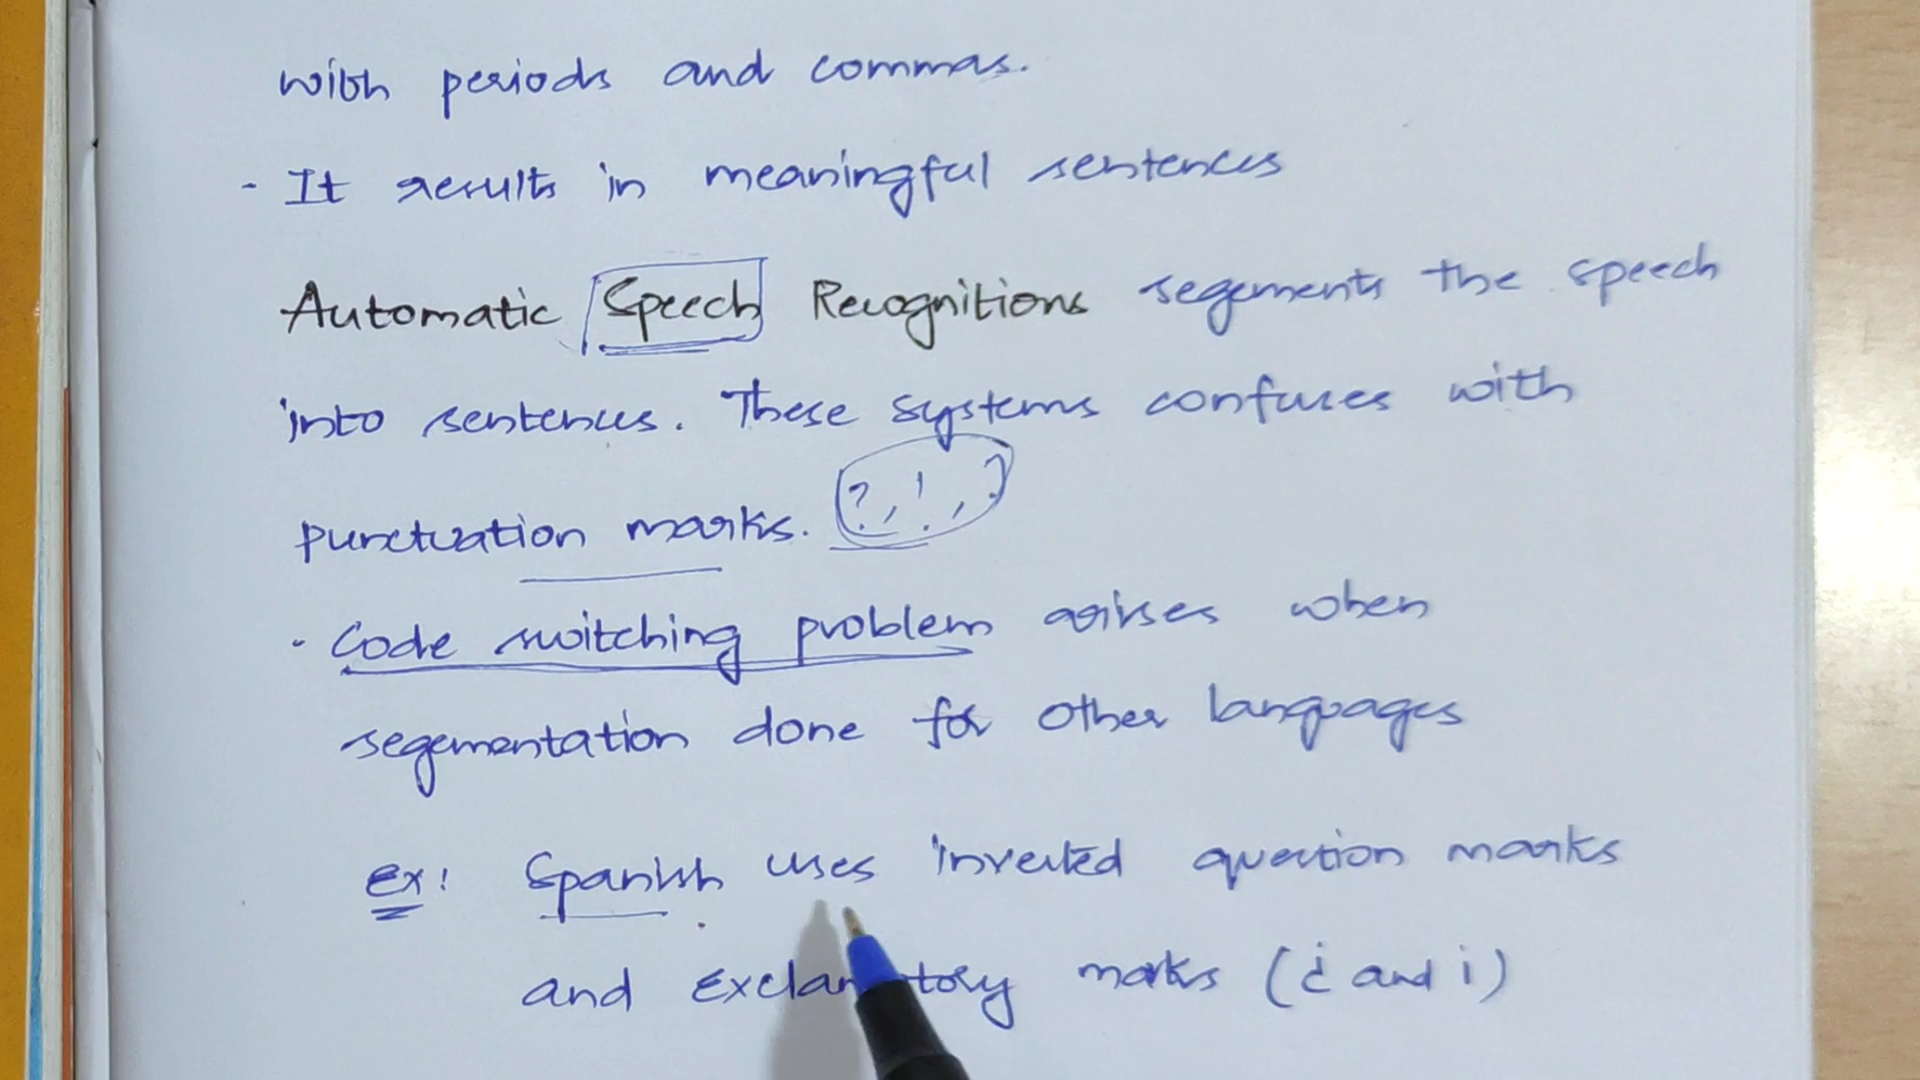 with periods and commas.
- It results in meaningful sentences
Automatic Speech Recognitions segements the speech
into sentences. These systems confuses with
punctuation marks. ?, !, ?
. Code switching problem arises when
segementation done for other languages
Ex: Spanish uses inverted question marks
and Exclamatory marks (¿ and ¡)